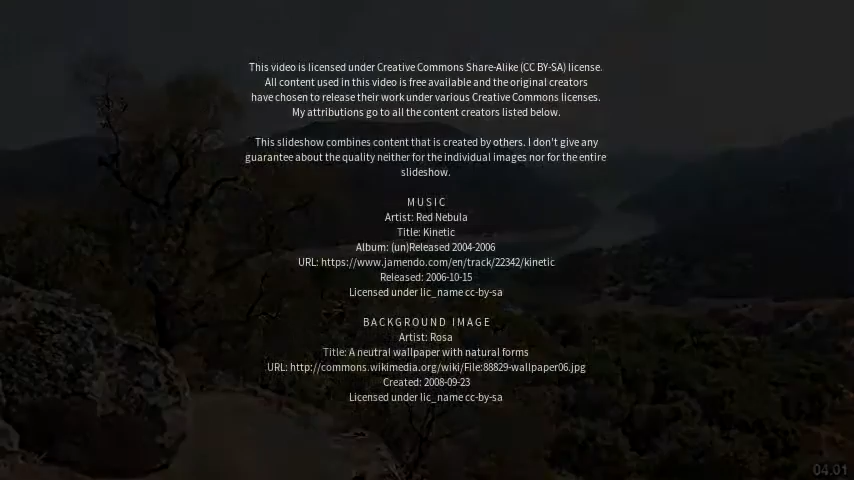 This video is licensed under Creative Commons Share-Alike (CC BY-SA) license.
All content used in this video is free available and the original creators
have chosen to release their work under various Creative Commons licenses.
My attributions go to all the content creators listed below.
This slideshow combines content that is created by others. I don't give any
guarantee about the quality neither for the individual images nor for the entire
slideshow.
MUSIC
Artist: Red Nebula
Title: Kinetic
Album: (un)Released 2004-2006
URL: https://www.jamendo.com/en/track/22342/kinetic
Released: 2006-10-15
Licensed under lic_name cc-by-sa
BACKGROUND IMAGE
Artist: Rosa
Title: A neutral wallpaper with natural forms
URL: http://commons.wikimedia.org/wiki/File:88829-wallpaper06.jpg
Created: 2008-09-23
Licensed under lic_name cc-by-sa
04.01